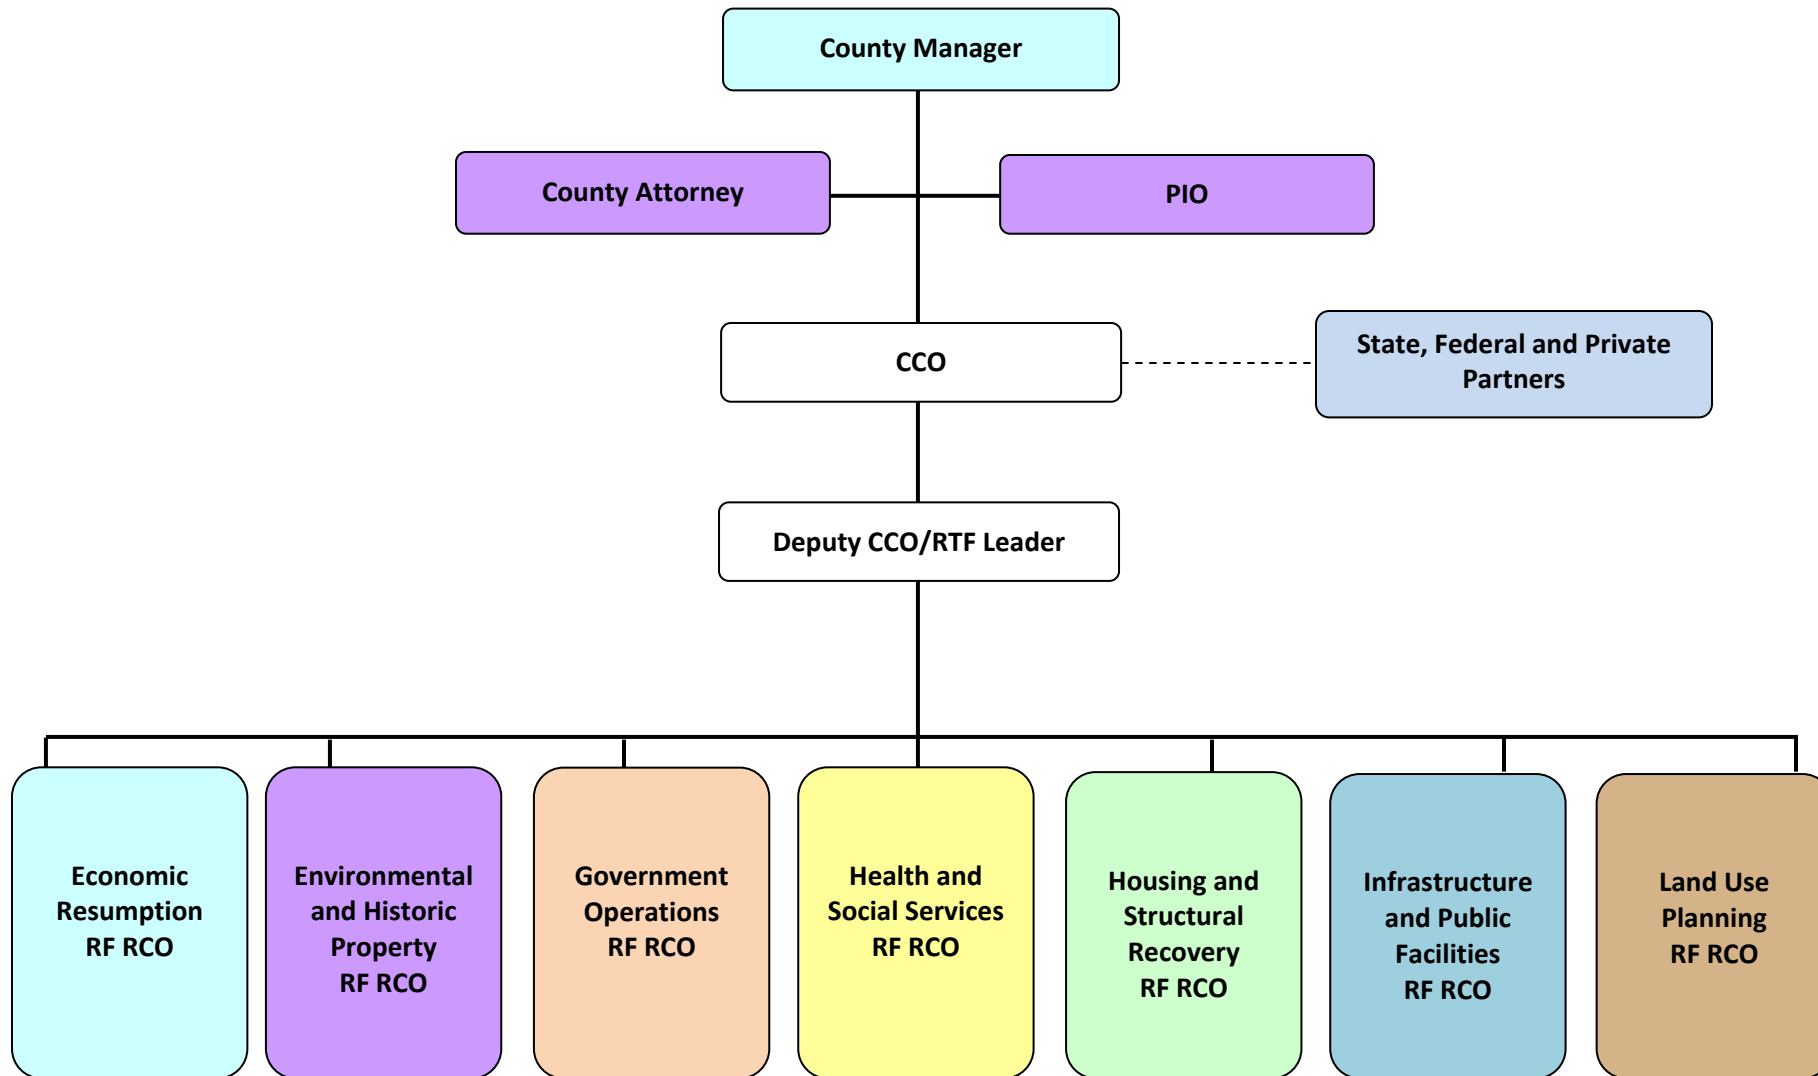 County Manager
County Attorney
PIO
CCO
State, Federal and Private
Partners
Deputy CCO/RTF Leader
Economic
Resumption
RF RCO
Environmental
and Historic
Property
RF RCO
Government
Operations
RF RCO
Health and
Social Services
RF RCO
Housing and
Structural
Recovery
RF RCO
Infrastructure
and Public
Facilities
RF RCO
Land Use
Planning
RF RCO